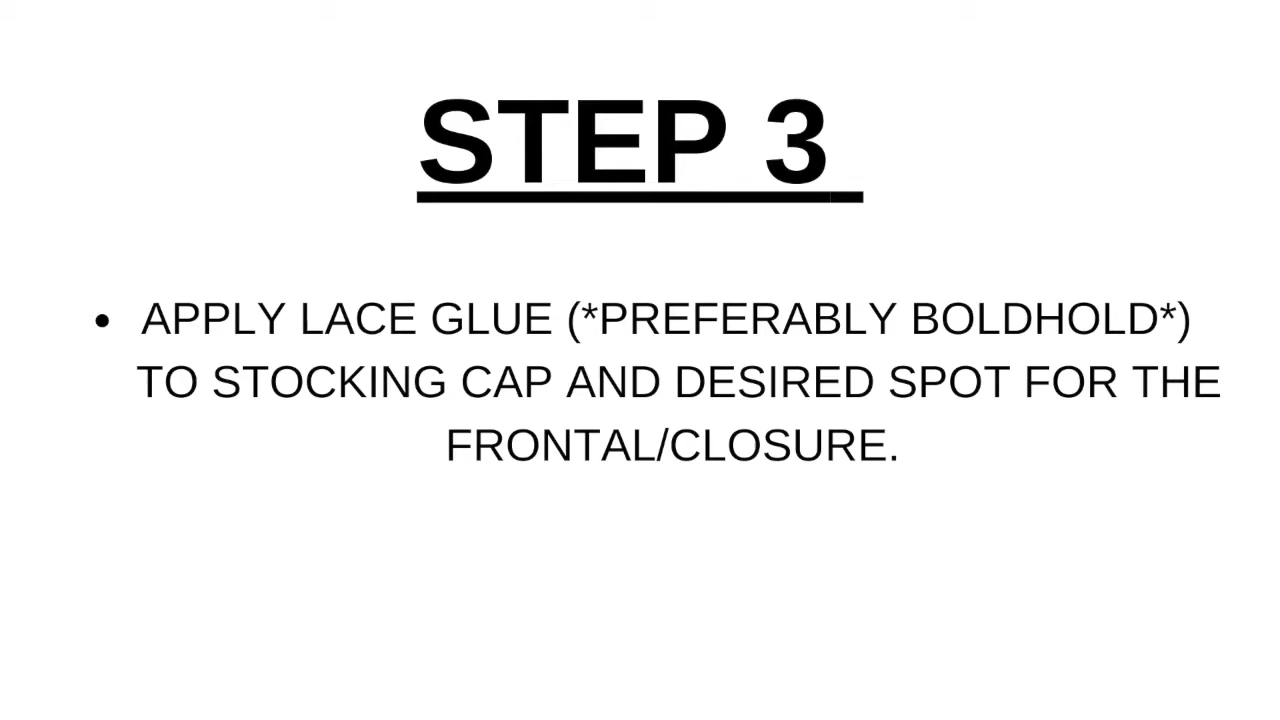 STEP 3
• APPLY LACE GLUE (*PREFERABLY BOLDHOLD*)
TO STOCKING CAP AND DESIRED SPOT FOR THE
FRONTAL/CLOSURE.